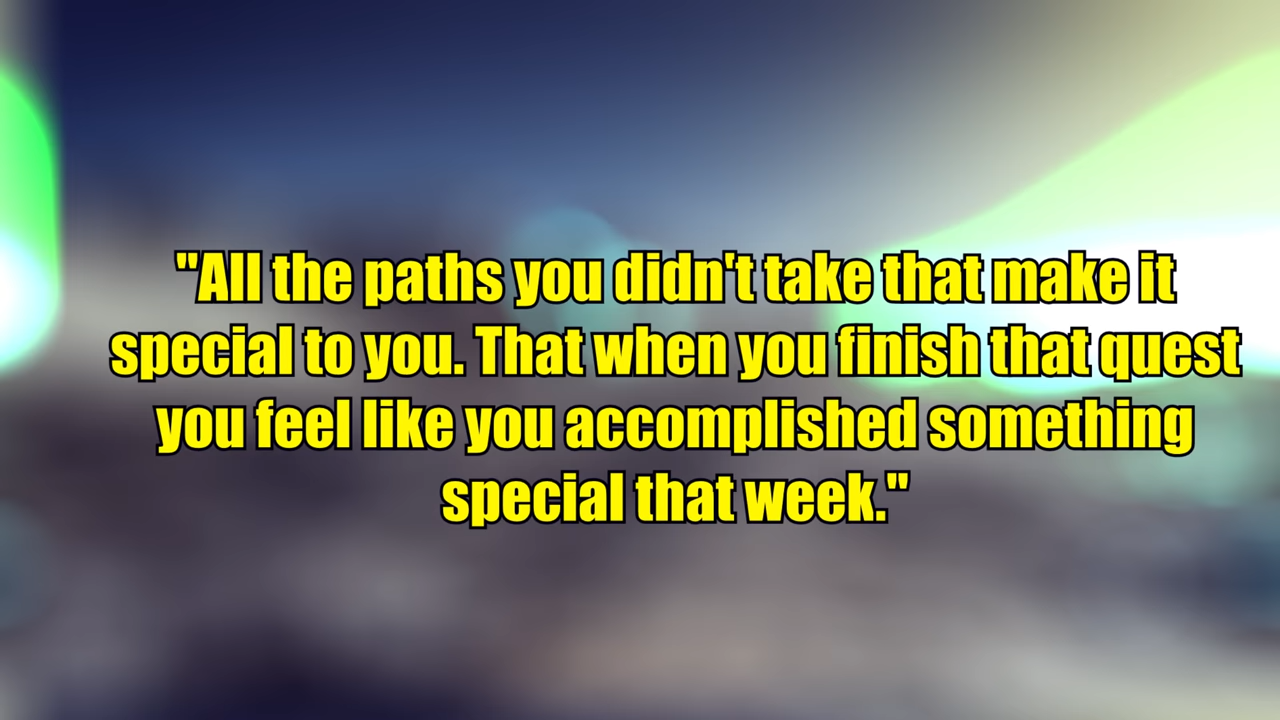 "All the paths you didn't take that make it
special to you. That when you finish that quest
you feel like you accomplished something
special that week."